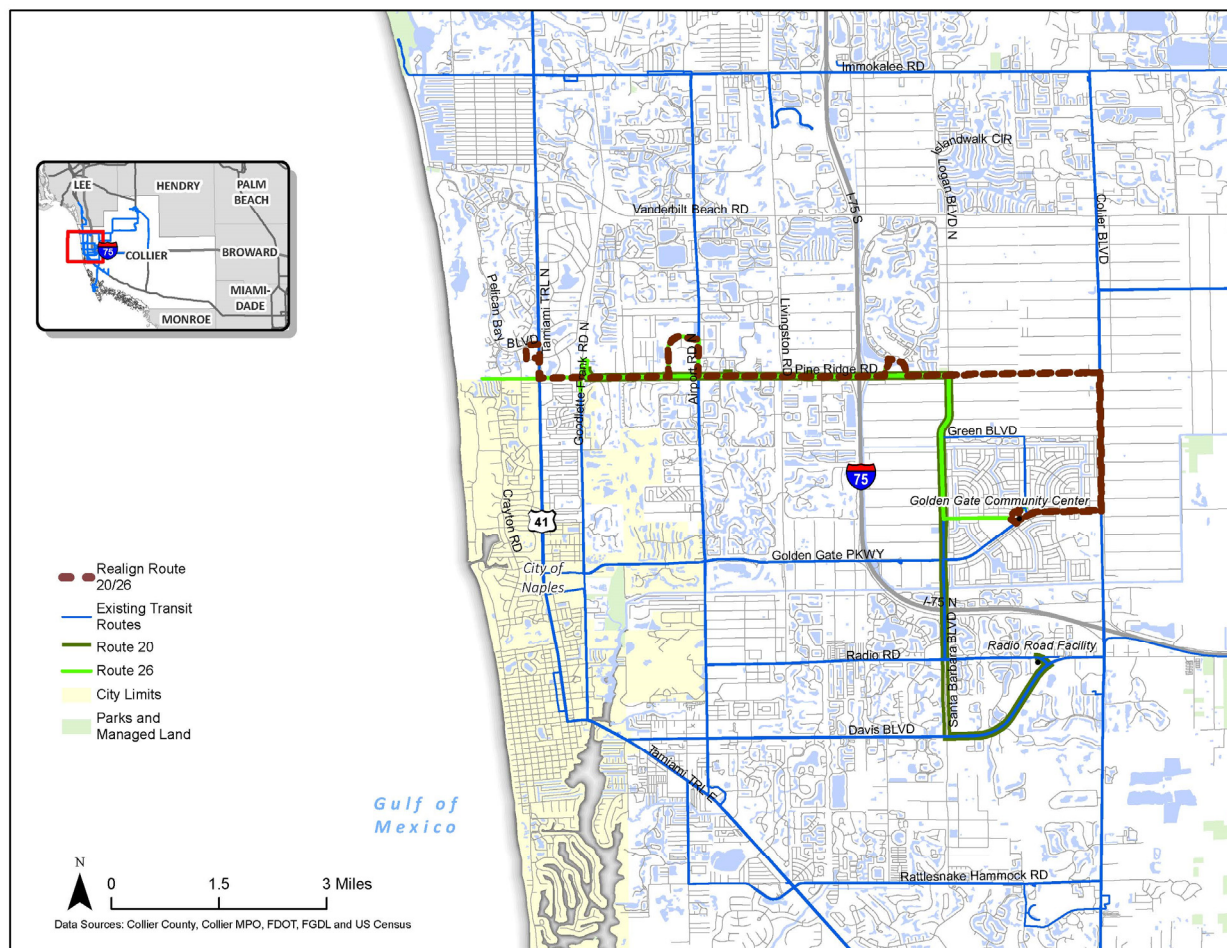 Immokalee RD
Islandwalk CIR
Logan BLVD N
I-75 S
Collier BLVD
Vanderbilt Beach RD
LEE
HENDRY
PALM
BEACH
75
COLLIER
BROWARD
MIAMI-
DADE
MONROE
Pelican Bay
BLVD
Tamiami TRL N
Goodlette Frank RD N
Airport RD N
Livingston RD
Pine Ridge RD
Green BLVD
75
Golden Gate Community Center
Crayton RD
41
City of
Naples
Golden Gate PKWY
I-75 N
Santa Barbara BLVD
Radio Road Facility
Radio RD
Davis BLVD
Tamiami TRL E
Rattlesnake Hammock RD
Realign Route
20/26
Existing Transit
Routes
Route 20
Route 26
City Limits
Parks and
Managed Land
Gulf of
Mexico
N
0 1.5 3 Miles
Data Sources: Collier County, Collier MPO, FDOT, FGDL and US Census